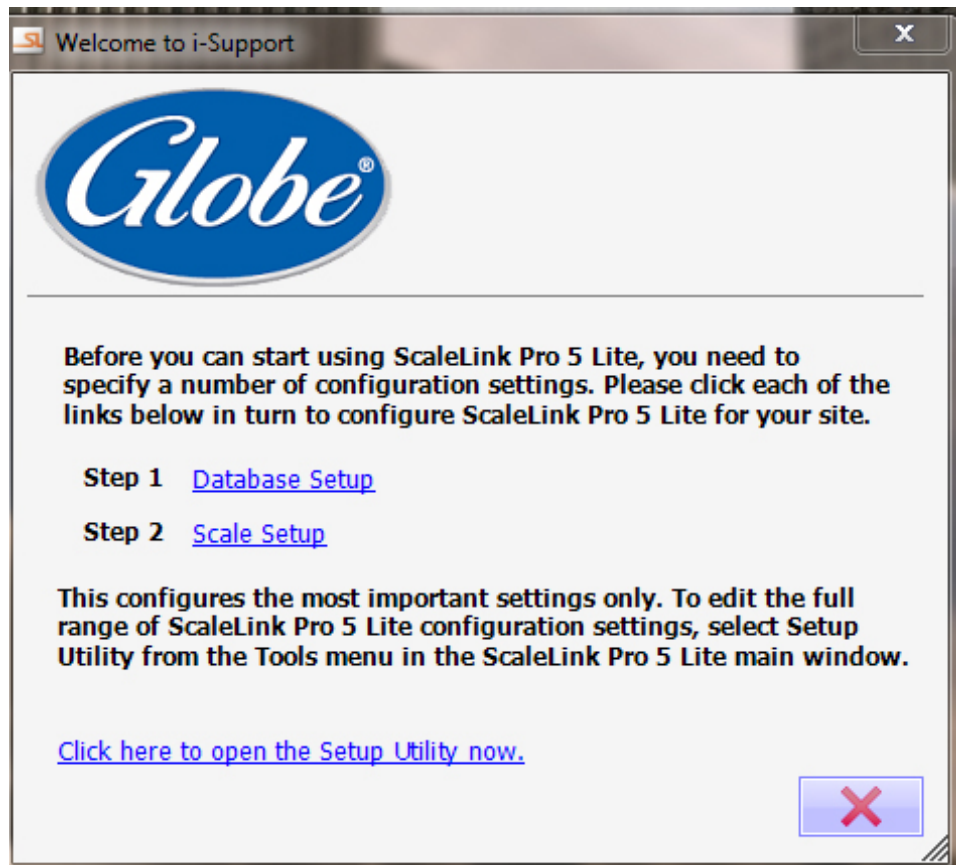 SL Welcome to i-Support
Globe®
Before you can start using ScaleLink Pro 5 Lite, you need to
specify a number of configuration settings. Please click each of the
links below in turn to configure ScaleLink Pro 5 Lite for your site.
Step 1 Database Setup
Step 2 Scale Setup
This configures the most important settings only. To edit the full
range of ScaleLink Pro 5 Lite configuration settings, select Setup
Utility from the Tools menu in the ScaleLink Pro 5 Lite main window.
Click here to open the Setup Utility now.